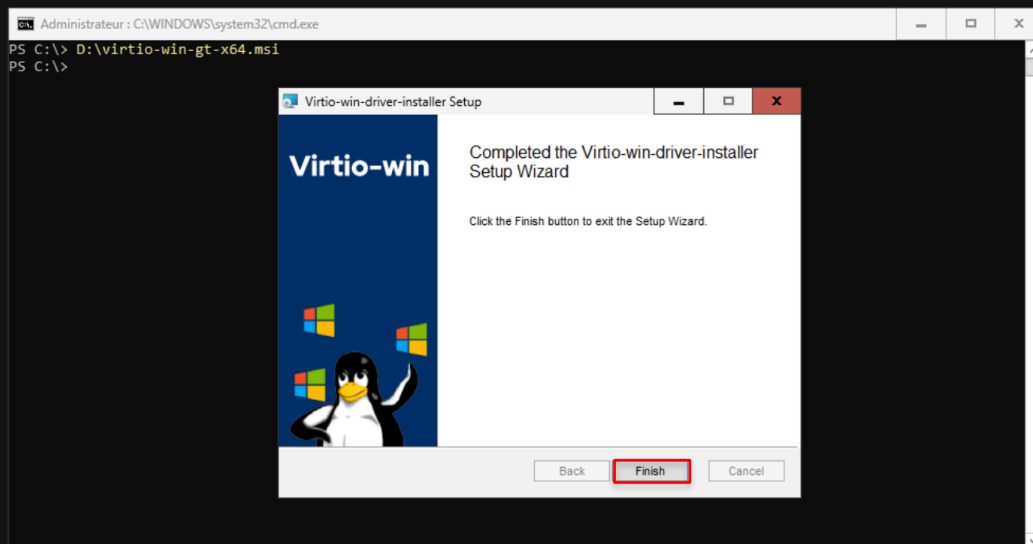 Administrateur : C:\WINDOWS\system32\cmd.exe
PS C:\> D:\virtio-win-gt-x64.msi
PS C:\>
Virtio-win-driver-installer Setup
Virtio-win
Completed the Virtio-win-driver-installer
Setup Wizard
Click the Finish button to exit the Setup Wizard.
Back
Finish
Cancel